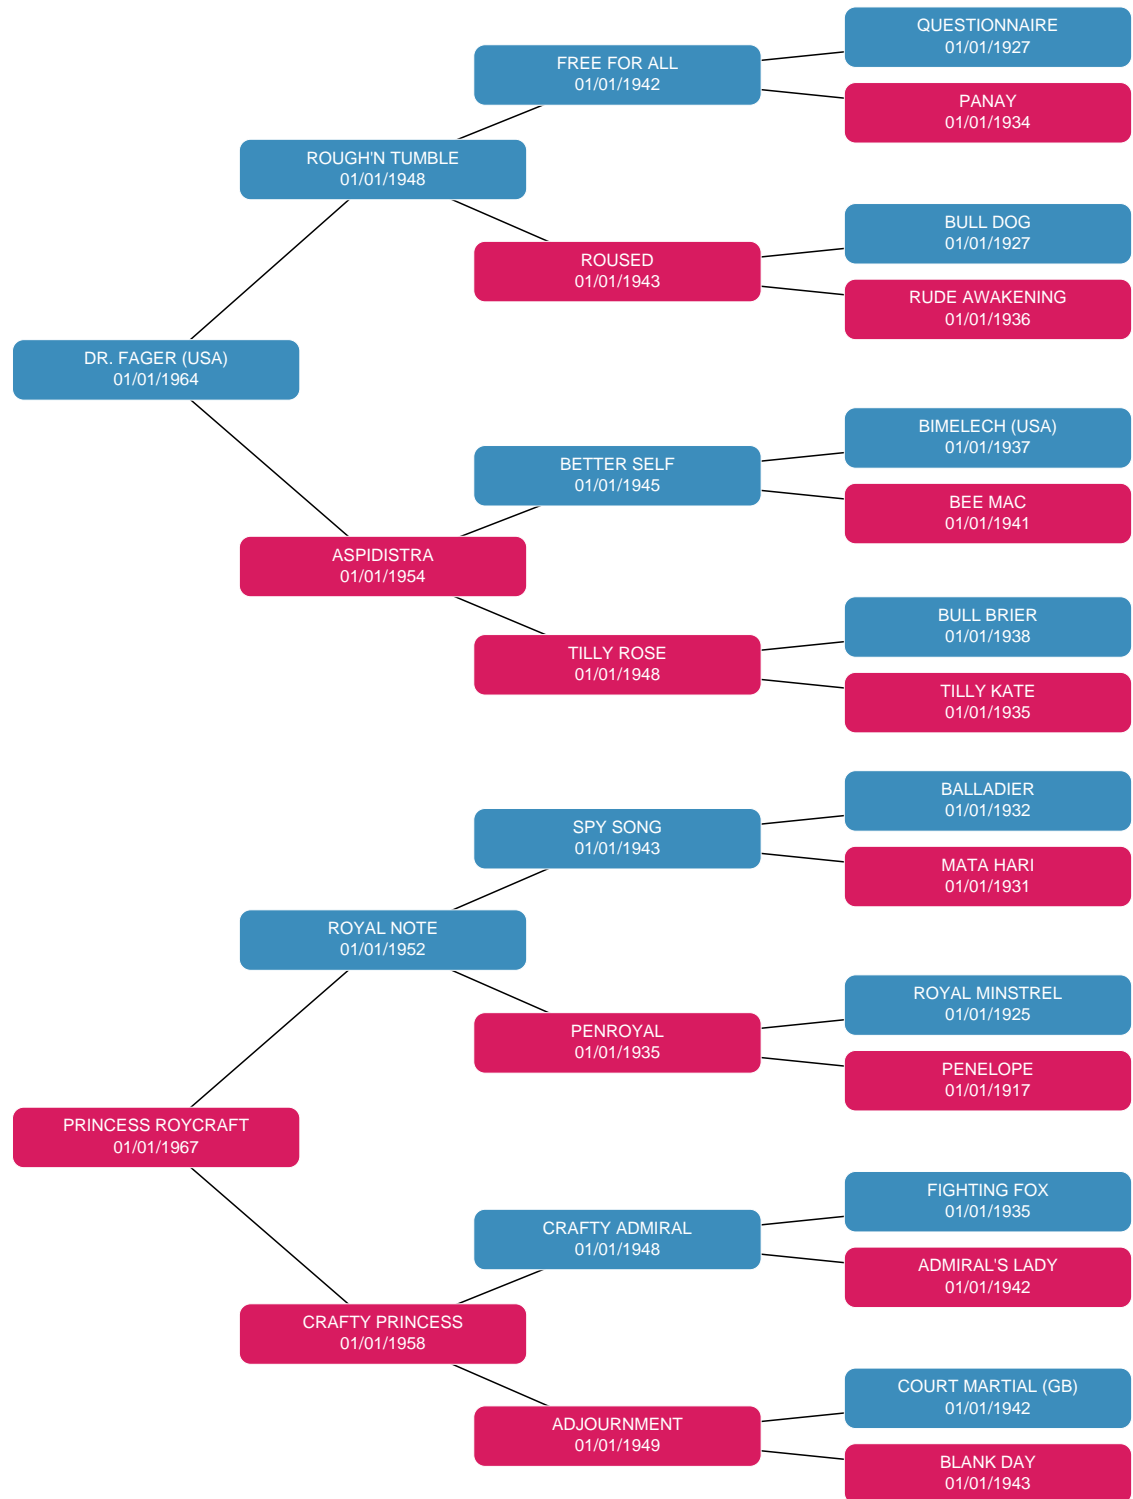 QUESTIONNAIRE
01/01/1927
FREE FOR ALL
01/01/1942
PANAY
01/01/1934
ROUGH'N TUMBLE
01/01/1948
BULL DOG
01/01/1927
ROUSED
01/01/1943
RUDE AWAKENING
01/01/1936
DR. FAGER (USA)
01/01/1964
BIMELECH (USA)
01/01/1937
BETTER SELF
01/01/1945
BEE MAC
01/01/1941
ASPIDISTRA
01/01/1954
BULL BRIER
01/01/1938
TILLY ROSE
01/01/1948
TILLY KATE
01/01/1935
BALLADIER
01/01/1932
SPY SONG
01/01/1943
MATA HARI
01/01/1931
ROYAL NOTE
01/01/1952
ROYAL MINSTREL
01/01/1925
PENROYAL
01/01/1935
PENELOPE
01/01/1917
PRINCESS ROYCRAFT
01/01/1967
FIGHTING FOX
01/01/1935
CRAFTY ADMIRAL
01/01/1948
ADMIRAL'S LADY
01/01/1942
CRAFTY PRINCESS
01/01/1958
COURT MARTIAL (GB)
01/01/1942
ADJOURNMENT
01/01/1949
BLANK DAY
01/01/1943